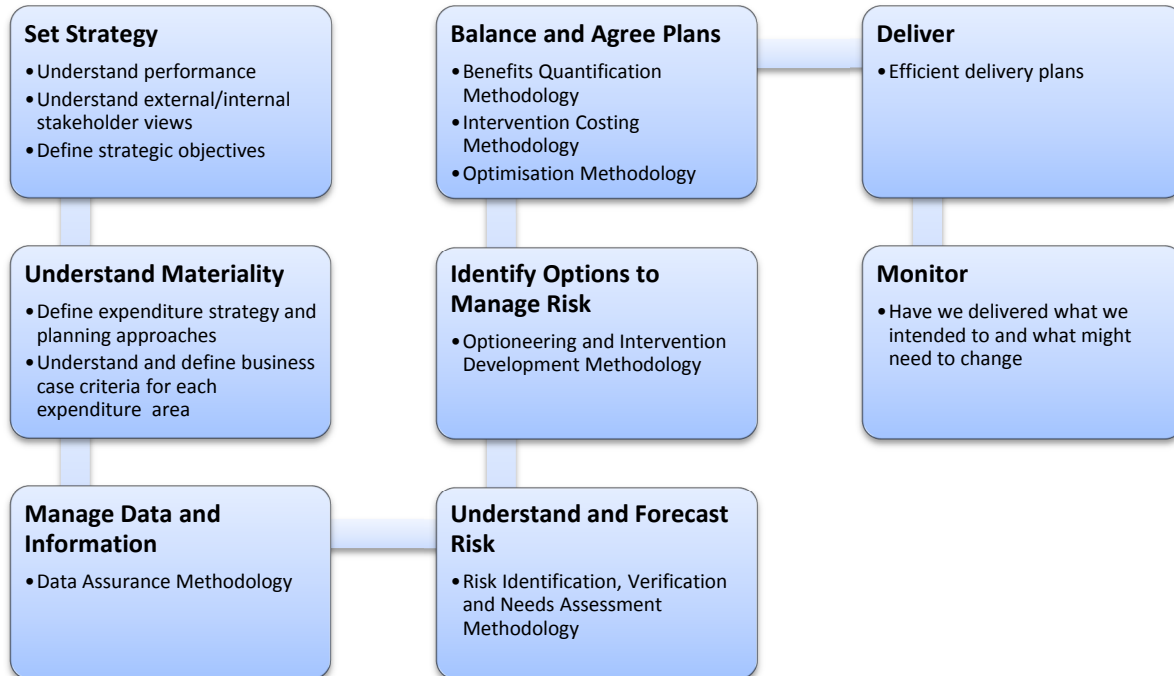 Set Strategy
•Understand performance
•Understand external/internal
stakeholder views
•Define strategic objectives
Understand Materiality
•Define expenditure strategy and
planning approaches
•Understand and define business
case criteria for each
expenditure area
Manage Data and
Information
•Data Assurance Methodology
Understand and Forecast
Risk
•Risk Identification, Verification
and Needs Assessment
Methodology
Identify Options to
Manage Risk
•Optioneering and Intervention
Development Methodology
Balance and Agree Plans
•Benefits Quantification
Methodology
•Intervention Costing
Methodology
•Optimisation Methodology
Deliver
•Efficient delivery plans
Monitor
•Have we delivered what we
intended to and what might
need to change